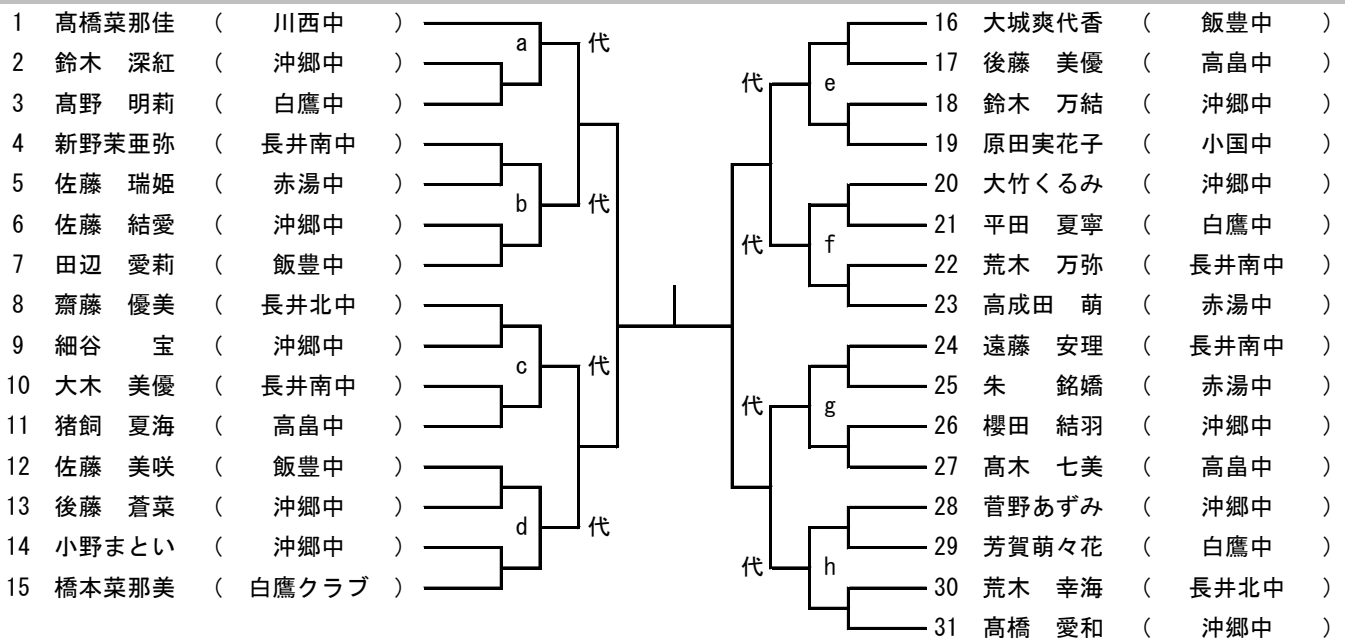 1 髙橋菜那佳 ( 川西中 )
a 代
2 鈴木 深紅 ( 沖郷中 )
3 髙野 明莉 ( 白鷹中 )
4 新野茉亜弥 ( 長井南中 )
5 佐藤 瑞姫 ( 赤湯中 )
b 代
6 佐藤 結愛 ( 沖郷中 )
7 田辺 愛莉 ( 飯豊中 )
8 齋藤 優美 ( 長井北中 )
9 細谷 宝 ( 沖郷中 )
c 代
10 大木 美優 ( 長井南中 )
11 猪飼 夏海 ( 高畠中 )
12 佐藤 美咲 ( 飯豊中 )
13 後藤 蒼菜 ( 沖郷中 )
d 代
14 小野まとい ( 沖郷中 )
15 橋本菜那美 ( 白鷹クラブ )
16 大城爽代香 ( 飯豊中 )
17 後藤 美優 ( 高畠中 )
代 e
18 鈴木 万結 ( 沖郷中 )
19 原田実花子 ( 小国中 )
20 大竹くるみ ( 沖郷中 )
21 平田 夏寧 ( 白鷹中 )
代 f
22 荒木 万弥 ( 長井南中 )
23 高成田 萌 ( 赤湯中 )
24 遠藤 安理 ( 長井南中 )
25 朱 銘嬌 ( 赤湯中 )
代 g
26 櫻田 結羽 ( 沖郷中 )
27 髙木 七美 ( 高畠中 )
28 菅野あずみ ( 沖郷中 )
29 芳賀萌々花 ( 白鷹中 )
代 h
30 荒木 幸海 ( 長井北中 )
31 髙橋 愛和 ( 沖郷中 )